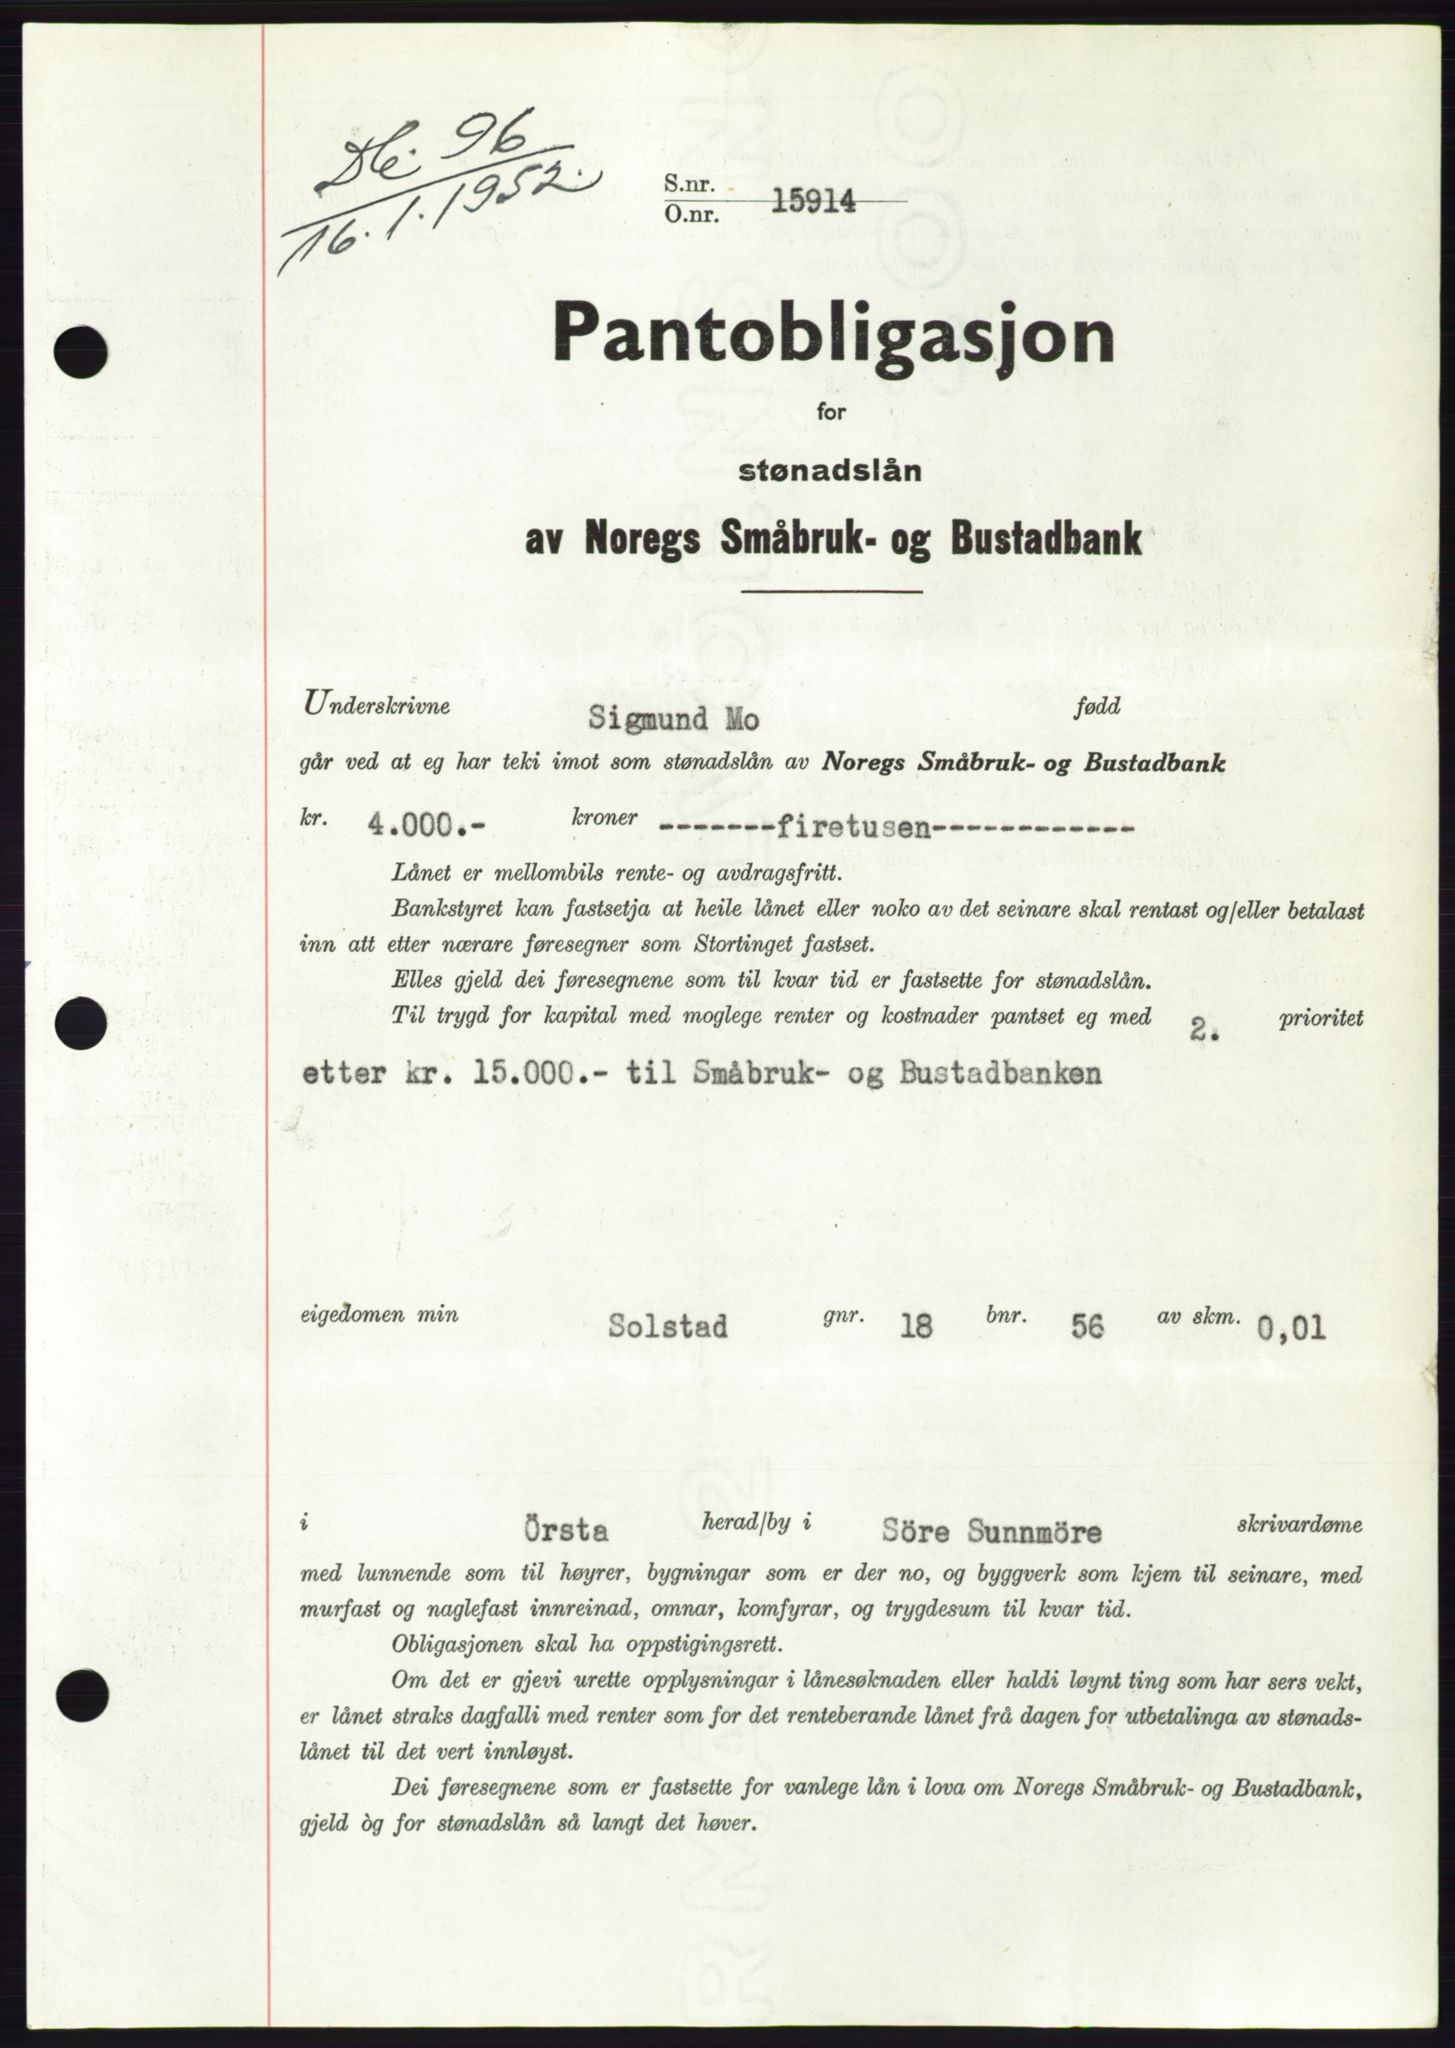 Dk. 96
16.1.1952.
S.nr.
O.nr. 15914
Pantobligasjon
for
stønadslån
av Noregs Småbruk- og Bustadbank
Underskrivne Sigmund Mo fødd
går ved at eg har teki imot som stønadslån av Noregs Småbruk- og Bustadbank
kr. 4.000.- kroner -------firetusen------------
Lånet er mellombils rente- og avdragsfritt.
Bankstyret kan fastsetja at heile lånet eller noko av det seinare skal rentast og/eller betalast
inn att etter nærare føresegner som Stortinget fastset.
Elles gjeld dei føresegnene som til kvar tid er fastsette for stønadslån.
Til trygd for kapital med moglege renter og kostnader pantset eg med 2. prioritet
etter kr. 15.000.- til Småbruk- og Bustadbanken
eigedomen min Solstad gnr. 18 bnr. 56 av skm. 0,01
i Örsta herad/by i Söre Sunnmöre skrivardøme
med lunnende som til høyrer, bygningar som er der no, og byggverk som kjem til seinare, med
murfast og naglefast innreinad, omnar, komfyrar, og trygdesum til kvar tid.
Obligasjonen skal ha oppstigingsrett.
Om det er gjevi urette opplysningar i lånesøknaden eller haldi løynt ting som har sers vekt,
er lånet straks dagfalli med renter som for det renteberande lånet frå dagen for utbetalinga av stønads-
lånet til det vert innløyst.
Dei føresegnene som er fastsette for vanlege lån i lova om Noregs Småbruk- og Bustadbank,
gjeld òg for stønadslån så langt det høver.